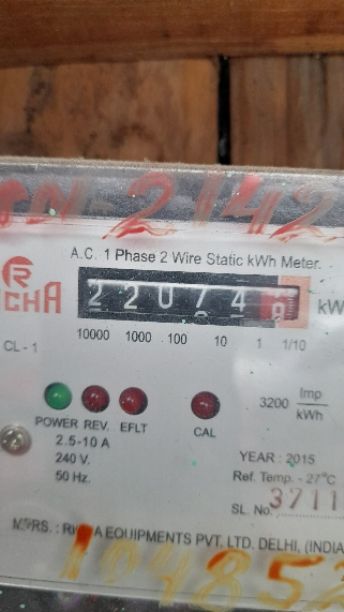 2142
A.C. 1 Phase 2 Wire Static kWh Meter.
R
CHA
22074
kW
10000 1000 100 10 1 1/10
CL - 1
3200 Imp/kWh
POWER REV. EFLT CAL
2.5-10 A
240 V.
50 Hz.
YEAR : 2015
Ref. Temp. - 27°C
SL. No. 3711
EQUIPMENTS PVT. LTD. DELHI, (INDIA